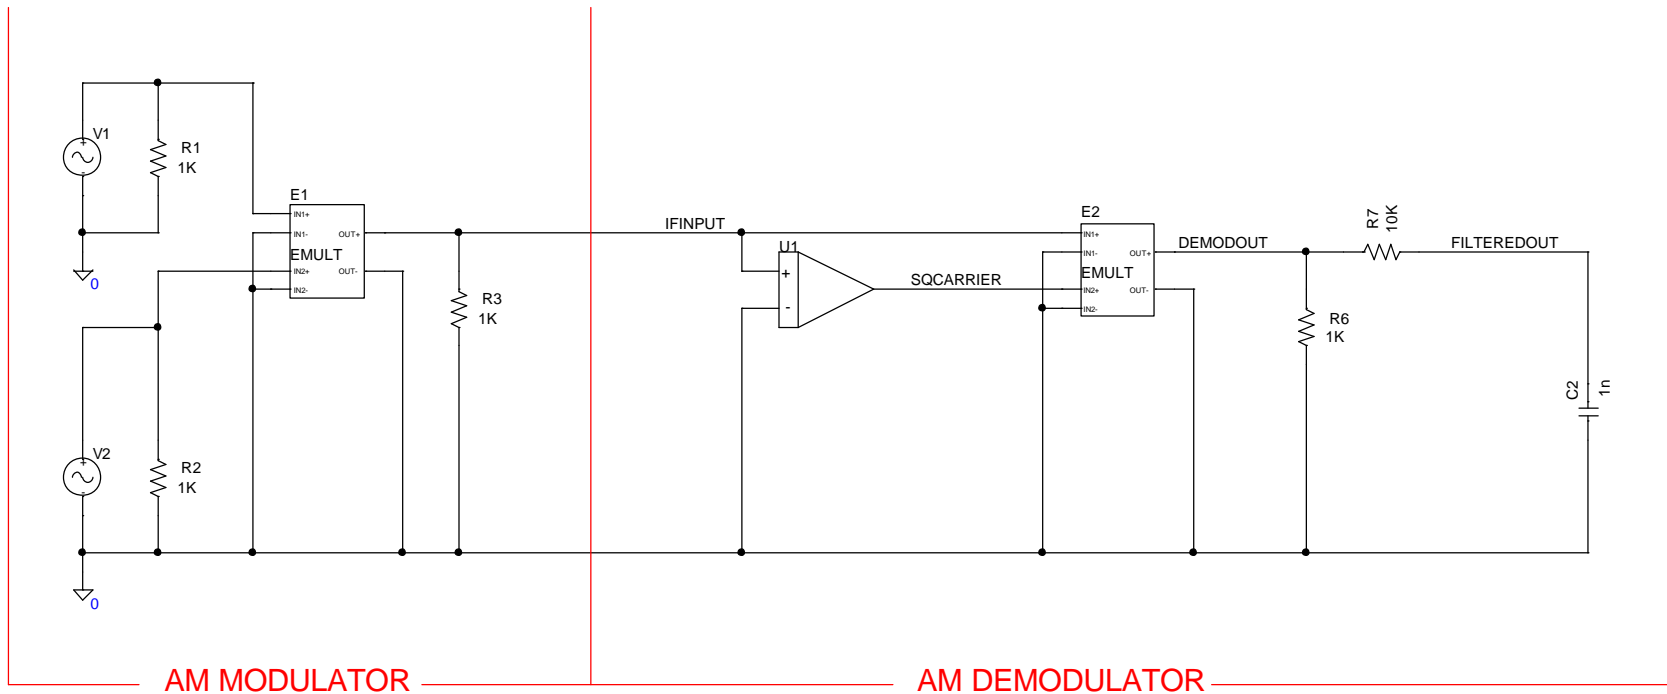 V1
+
-
R1
1K
0
E1
IN1+
IN1-
OUT+
EMULT
IN2+
OUT-
IN2-
R3
1K
V2
+
-
R2
1K
0
IFINPUT
U1
+
-
SQCARRIER
E2
IN1+
IN1-
OUT+
EMULT
IN2+
OUT-
IN2-
DEMODOUT
R7
10K
FILTEREDOUT
R6
1K
C2
1n
AM MODULATOR
AM DEMODULATOR